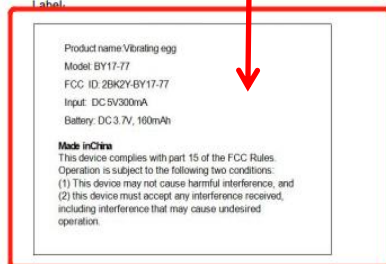 Label:
Product name:Vibrating egg
Model: BY17-77
FCC ID: 2BK2Y-BY17-77
Input: DC 5V300mA
Battery: DC 3.7V, 160mAh
Made inChina
This device complies with part 15 of the FCC Rules.
Operation is subject to the following two conditions:
(1) This device may not cause harmful interference, and
(2) this device must accept any interference received,
including interference that may cause undesired
operation.